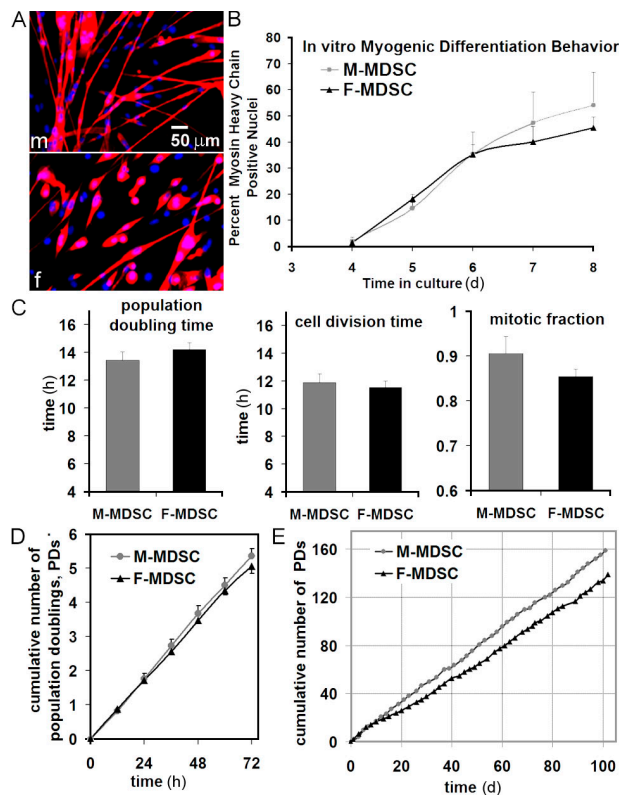 A
m
50 μm
f
B
In vitro Myogenic Differentiation Behavior
M-MDSC
F-MDSC
Percent Myosin Heavy Chain
Positive Nuclei
80
70
60
50
40
30
20
10
0
3 4 5 6 7 8
Time in culture (d)
C
population
doubling time
time (h)
16
14
12
10
8
6
4
M-MDSC F-MDSC
cell division time
time (h)
16
14
12
10
8
6
4
M-MDSC F-MDSC
mitotic fraction
1
0.9
0.8
0.7
0.6
M-MDSC F-MDSC
D
cumulative number of
population doublings, PDs
6
5
4
3
2
1
0
M-MDSC
F-MDSC
0 24 48 72
time (h)
E
cumulative number of PDs
160
120
80
40
0
M-MDSC
F-MDSC
0 20 40 60 80 100
time (d)